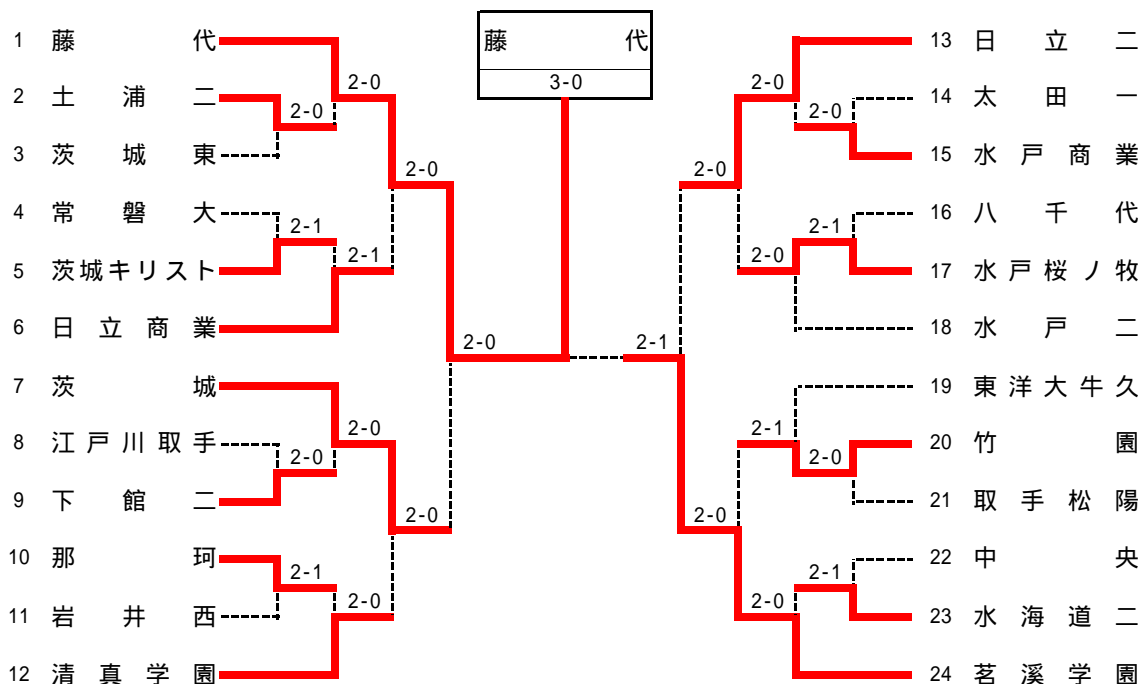 藤代
3-0
1 藤代
2 土浦二
3 茨城東
4 常磐大
5 茨城キリスト
6 日立商業
7 茨城
8 江戸川取手
9 下館二
10 那珂
11 岩井西
12 清真学園
2-0
2-0
2-0
2-1
2-1
2-0
2-0
2-0
2-0
2-1
2-0
13 日立二
14 太田一
15 水戸商業
16 八千代
17 水戸桜ノ牧
18 水戸二
19 東洋大牛久
20 竹園
21 取手松陽
22 中央
23 水海道二
24 茗溪学園
2-0
2-0
2-0
2-1
2-0
2-1
2-1
2-0
2-0
2-1
2-0